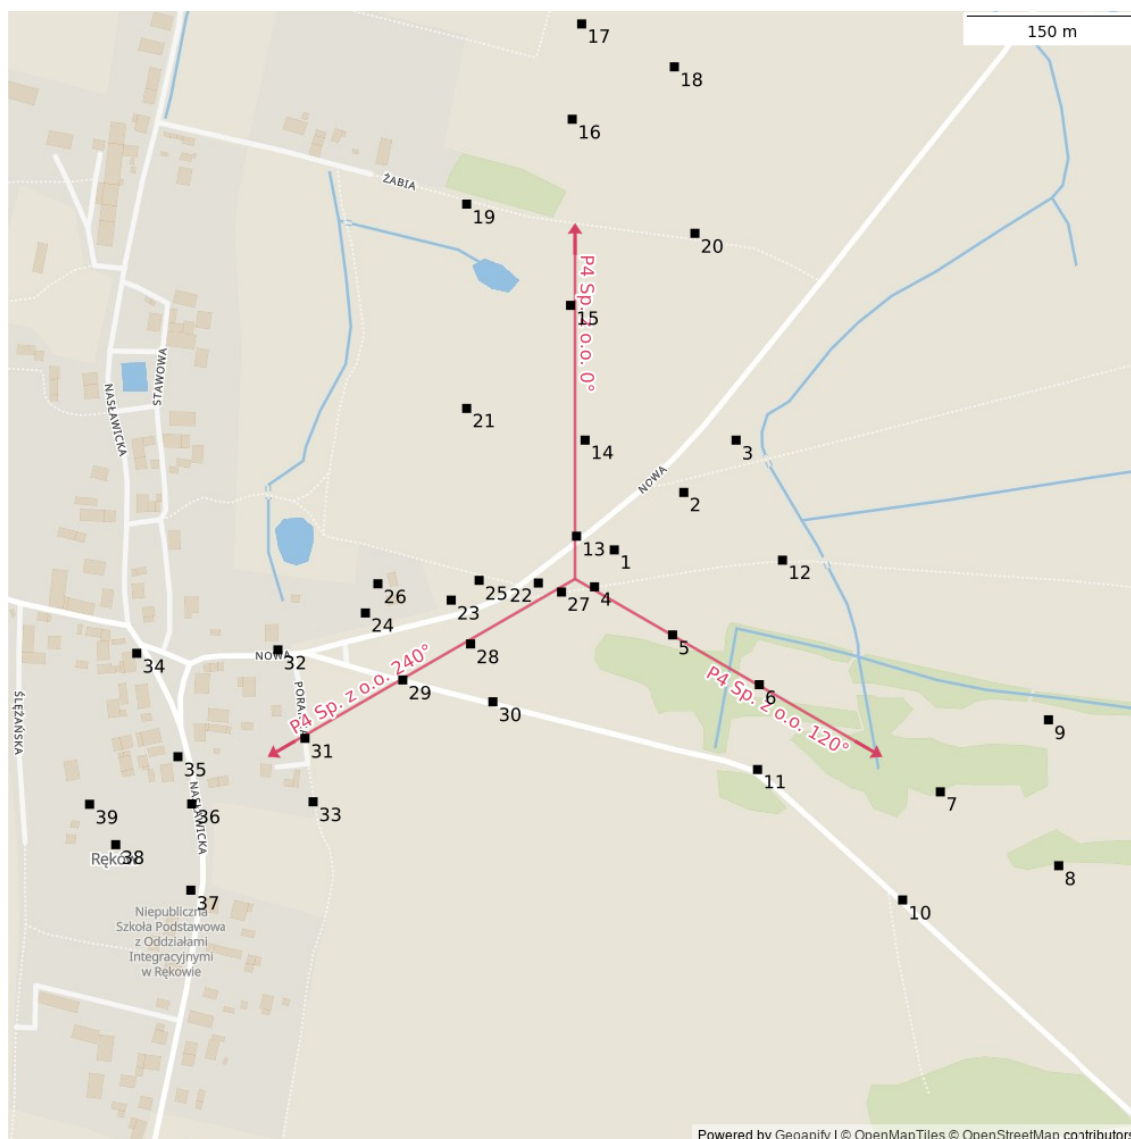 150 m
17
18
16
ŻABIA
19
20
P4 Sp. z o.o. 0°
15
STAWOWA
NASŁAWICKA
21
14
3
NOWA
2
13
1
12
25
22
26
4
27
23
24
5
28
32
NOWA
34
P4 Sp. z o.o. 240°
29
6
P4 Sp. z o.o. 120°
30
ŚLĘŻAŃSKA
9
31
35
11
7
39
36
NASŁAWICKA
33
38
8
37
10
Niepubliczna
Szkoła Podstawowa
z Oddziałami
Integracyjnymi
w Rękowie
Powered by Geoapify | © OpenMapTiles © OpenStreetMap contributors